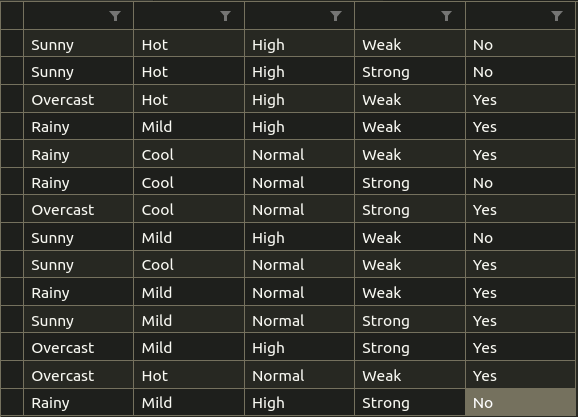 Sunny Hot High Weak No
Sunny Hot High Strong No
Overcast Hot High Weak Yes
Rainy Mild High Weak Yes
Rainy Cool Normal Weak Yes
Rainy Cool Normal Strong No
Overcast Cool Normal Strong Yes
Sunny Mild High Weak No
Sunny Cool Normal Weak Yes
Rainy Mild Normal Weak Yes
Sunny Mild Normal Strong Yes
Overcast Mild High Strong Yes
Overcast Hot Normal Weak Yes
Rainy Mild High Strong No